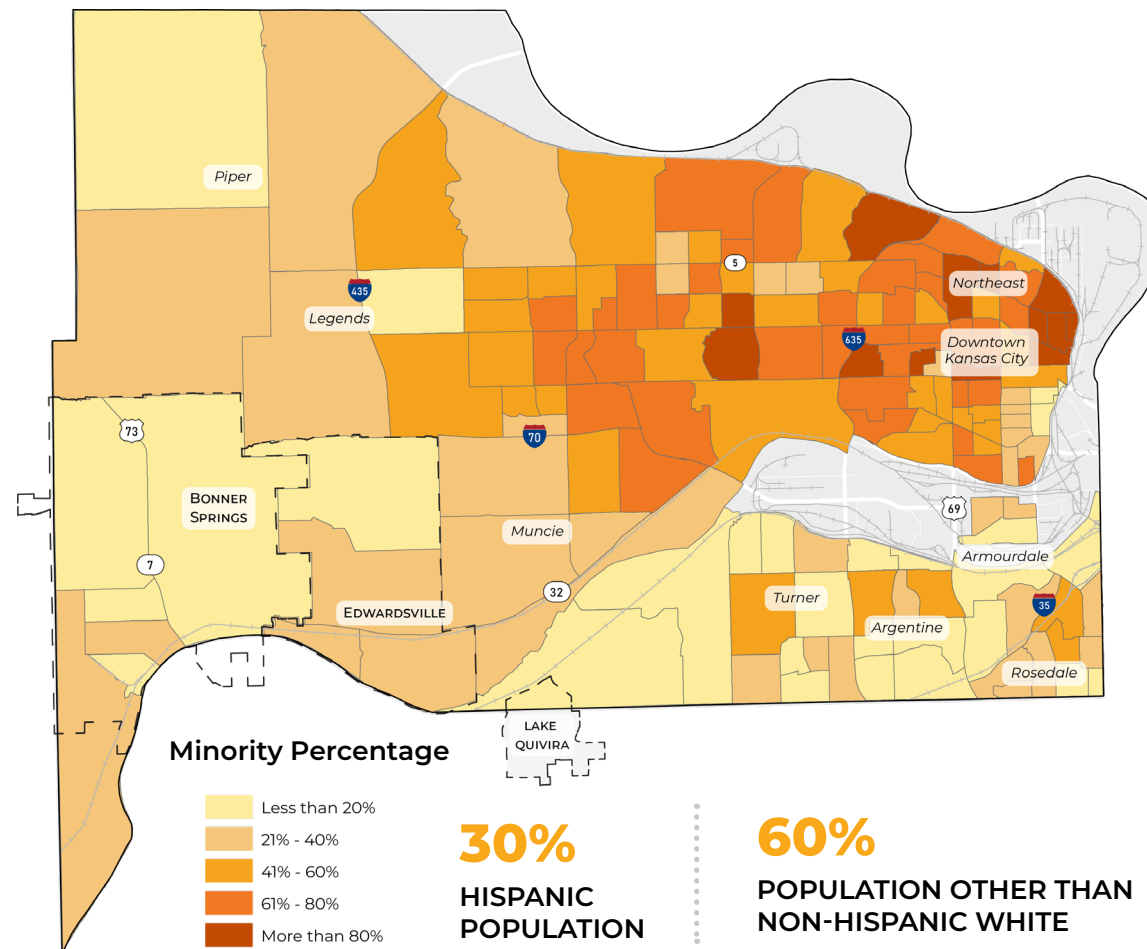 Piper
5
435
Northeast
Legends
635
Downtown
Kansas City
73
70
BONNER
SPRINGS
69
Muncie
Armourdale
7
32
Turner
EDWARDSVILLE
35
Argentine
Rosedale
LAKE
QUIVIRA
Minority Percentage
Less than 20%
21% - 40%
41% - 60%
61% - 80%
More than 80%
30%
HISPANIC
POPULATION
60%
POPULATION OTHER THAN
NON-HISPANIC WHITE